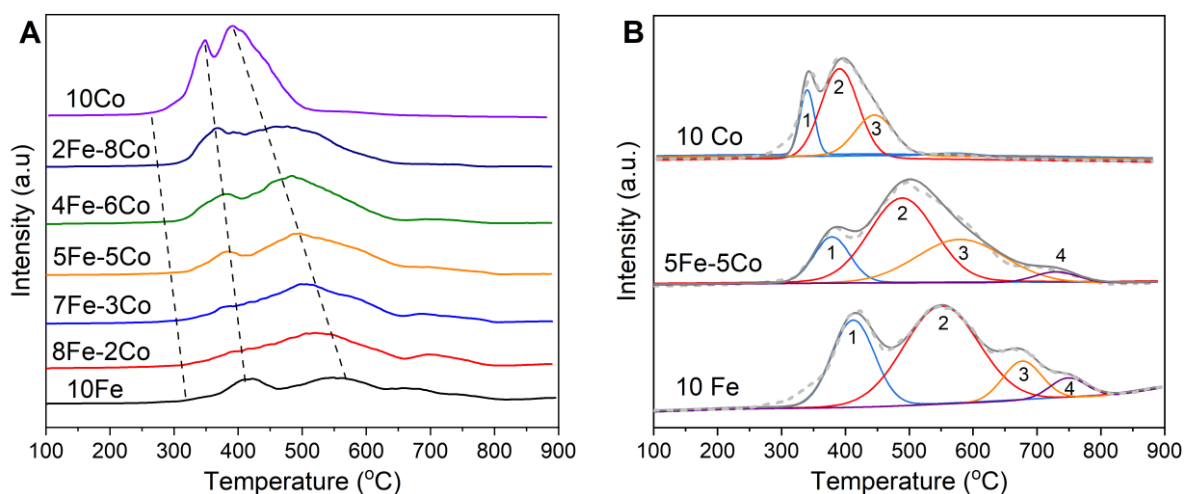 A
10Co
2Fe-8Co
4Fe-6Co
5Fe-5Co
7Fe-3Co
8Fe-2Co
10Fe
Intensity (a.u)
100 200 300 400 500 600 700 800 900
Temperature (°C)
B
10 Co
1
2
3
5Fe-5Co
1
2
3
4
10 Fe
1
2
3
4
Intensity (a.u.)
100 200 300 400 500 600 700 800 900
Temperature (°C)